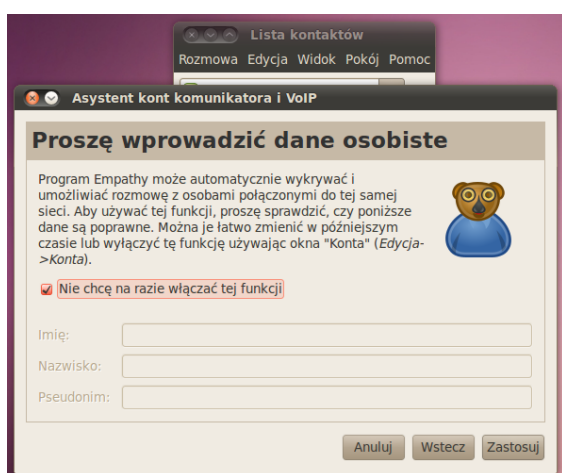 Lista kontaktów
Rozmowa Edycja Widok Pokój Pomoc
Asystent kont komunikatora i VoIP
Proszę wprowadzić dane osobiste
Program Empathy może automatycznie wykrywać i
umożliwiać rozmowę z osobami połączonymi do tej samej
sieci. Aby używać tej funkcji, proszę sprawdzić, czy poniższe
dane są poprawne. Można je łatwo zmienić w późniejszym
czasie lub wyłączyć tę funkcję używając okna "Konta" (Edycja-
>Konta).
Nie chcę na razie włączać tej funkcji
Imię:
Nazwisko:
Pseudonim:
Anuluj Wstecz Zastosuj